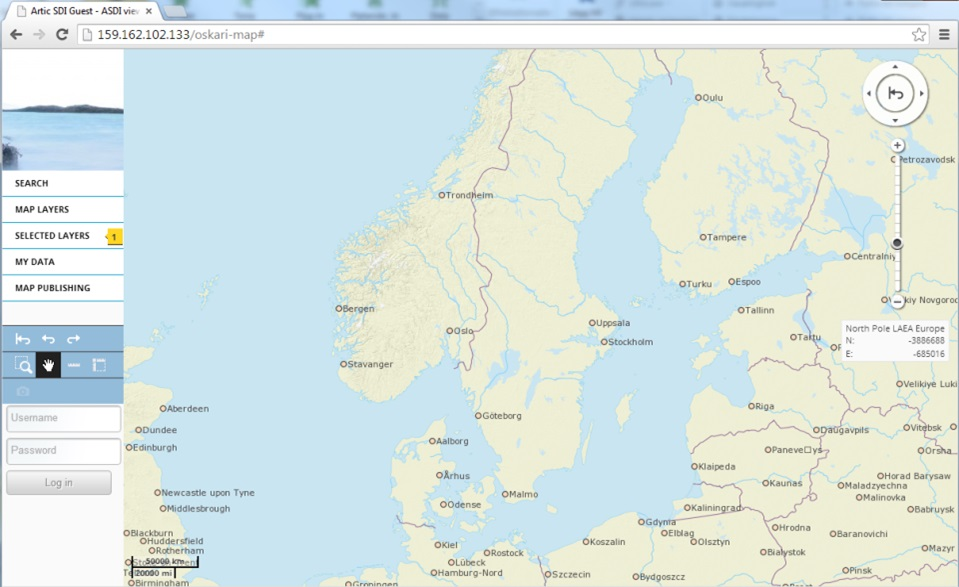 Artic SDI Guest - ASDI view
159.162.102.133/oskari-map#
SEARCH
MAP LAYERS
SELECTED LAYERS 1
MY DATA
MAP PUBLISHING
Username
Password
Log in
Oulu
Petrozavodsk
Trondheim
Tampere
Centralniy
Turku
Espoo
Bergen
Tallinn
Velikiy Novgorod
Oslo
Uppsala
Stockholm
Tartu
North Pole LAEA Europe
N: -3886688
E: -685016
Stavanger
Velikiye Luki
Aberdeen
Riga
Göteborg
Dundee
Daugavpils
Vitebsk
Edinburgh
Aalborg
Paneve□ys
Orsha
Klaipeda
Århus
Kaunas
Horad Barysaw
Maladzyechna
Newcastle upon Tyne
Malmo
Malinovka
Middlesbrough
Odense
Kaliningrad
Babruysk
Gdynia
Hrodna
Blackburn
Elblag
Baranovichi
Huddersfield
Kiel
Koszalin
Olsztyn
Rotherham
Rostock
Bialystok
Mazyr
50000 km
Lübeck
20000 mi
Hamburg-Nord
Szczecin
Bydgoszcz
Pinsk
Birmingham
Groningen